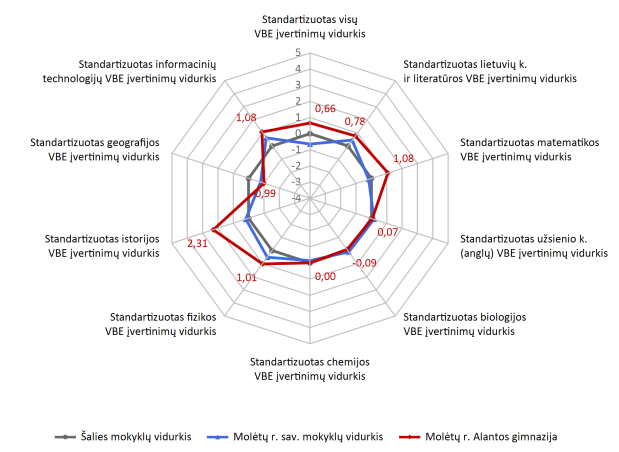 Standartizuotas visų
VBE įvertinimų vidurkis
Standartizuotas informacinių
technologijų VBE įvertinimų vidurkis
Standartizuotas lietuvių k.
ir literatūros VBE įvertinimų vidurkis
5
4
3
2
1
0
-1
-2
-3
-4
0,66
0,78
1,08
1,08
Standartizuotas geografijos
VBE įvertinimų vidurkis
Standartizuotas matematikos
VBE įvertinimų vidurkis
-0,99
0,07
2,31
Standartizuotas istorijos
VBE įvertinimų vidurkis
Standartizuotas užsienio k.
(anglų) VBE įvertinimų vidurkis
-0,09
0,00
1,01
Standartizuotas fizikos
VBE įvertinimų vidurkis
Standartizuotas biologijos
VBE įvertinimų vidurkis
Standartizuotas chemijos
VBE įvertinimų vidurkis
Šalies mokyklų vidurkis
Molėtų r. sav. mokyklų vidurkis
Molėtų r. Alantos gimnazija